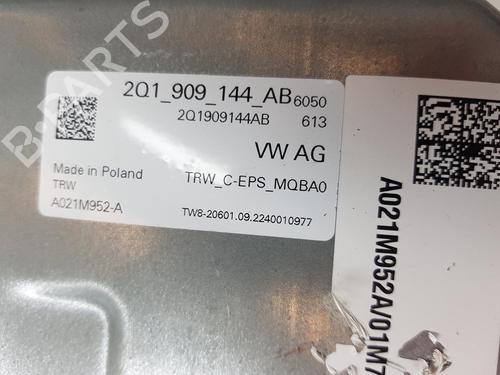 2Q1_909_144_AB 6050
2Q1909144AB 613
VW AG
Made in Poland
TRW
TRW_C-EPS_MQBA0
A021M952-A
TW8-20601.09.2240010977
A021M952A/01M7
B-PARTS